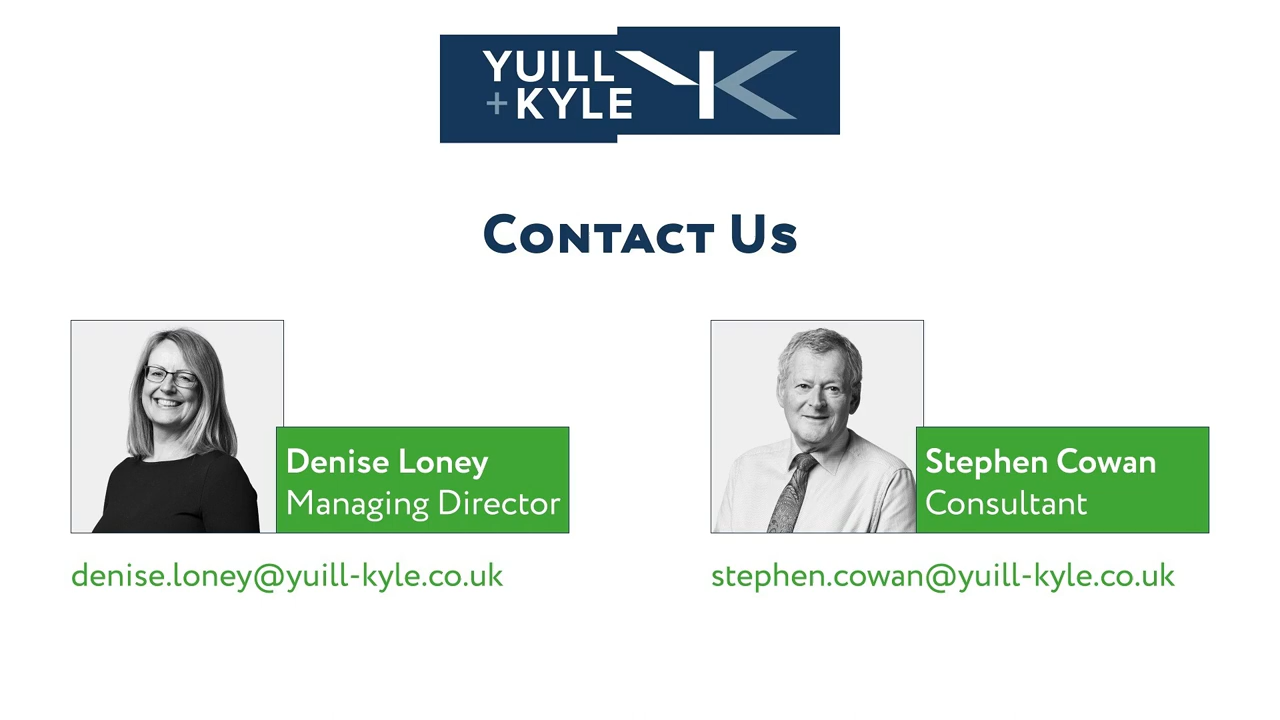 YUILL
+KYLE
Contact Us
Denise Loney
Managing Director
denise.loney@yuill-kyle.co.uk
Stephen Cowan
Consultant
stephen.cowan@yuill-kyle.co.uk